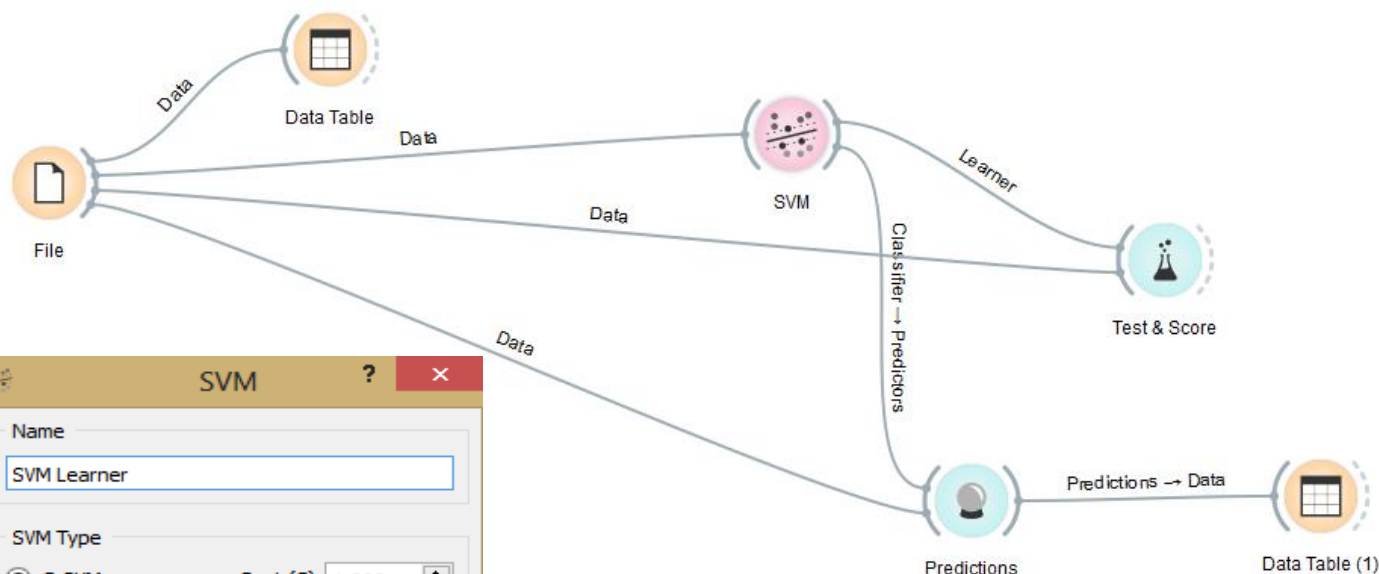 Data
Data Table
Data
File
SVM
Learner
Data
Classifier → Predictors
Test & Score
Data
SVM ?
Name
SVM Learner
SVM Type
Predictions → Data
Predictions
Data Table (1)